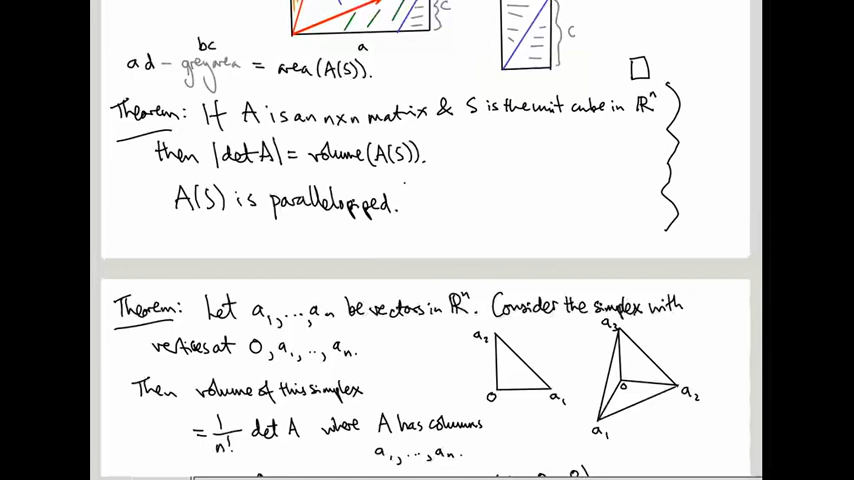 c
a
c
bc
ad - grey area = area(A(S)).
Theorem: If A is an n×n matrix & S is the unit cube in ℝⁿ
then |det A| = volume(A(S)).
A(S) is parallelopiped.
Theorem: Let a₁,...,aₙ be vectors in ℝⁿ. Consider the simplex with
vertices at 0, a₁,..,aₙ.
a₂
0
a₁
a₃
0
a₂
a₁
Then volume of this simplex
= 1/n! det A where A has columns
a₁,...,aₙ.